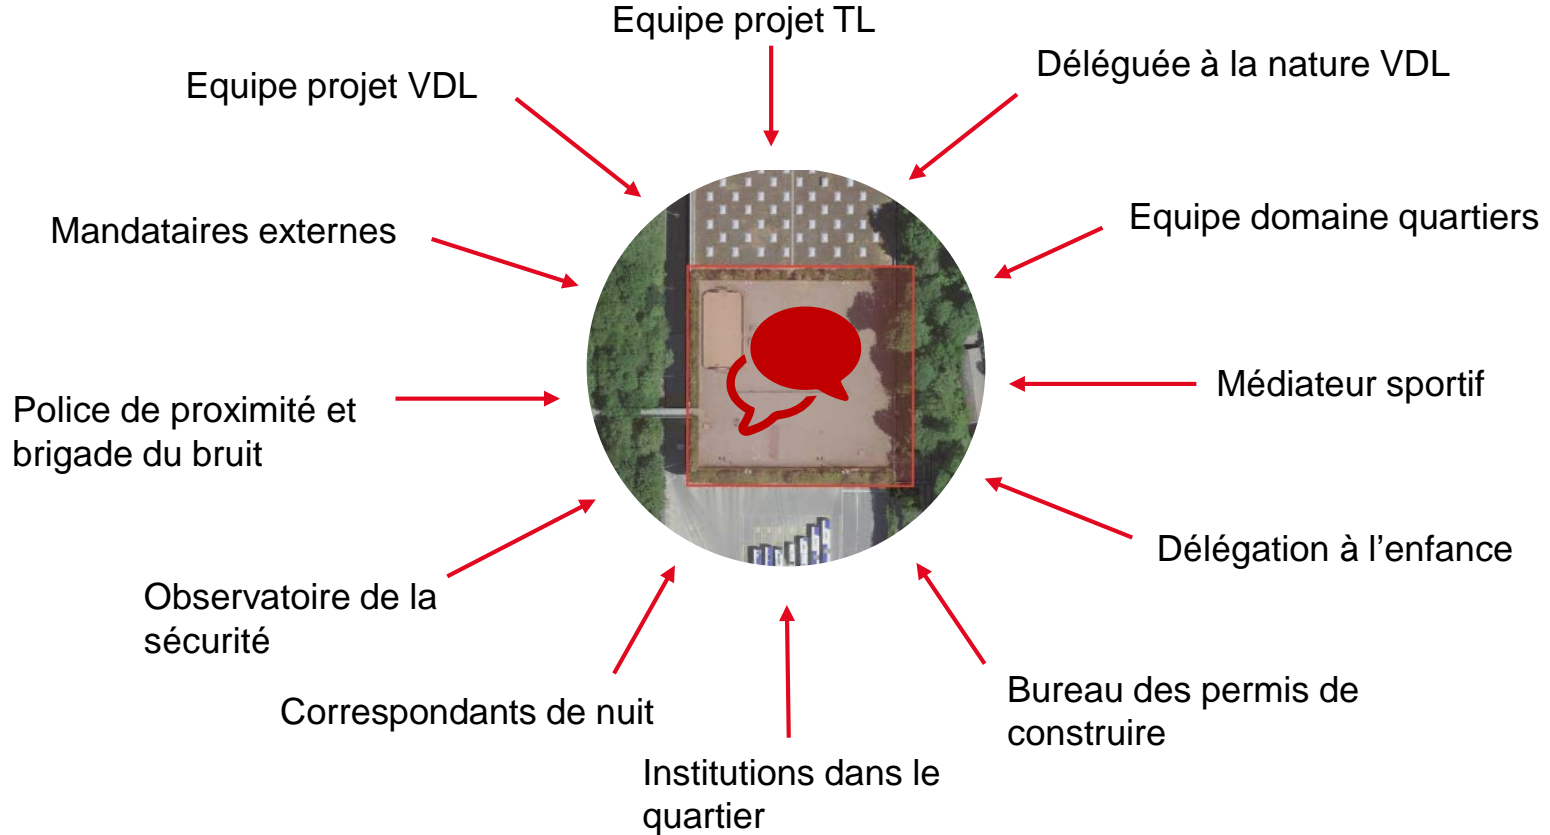 Equipe projet TL
Déléguée à la nature VDL
Equipe projet VDL
Equipe domaine quartiers
Mandataires externes
Médiateur sportif
Police de proximité et
brigade du bruit
Délégation à l’enfance
Observatoire de la
sécurité
Bureau des permis de
construire
Correspondants de nuit
Institutions dans le
quartier